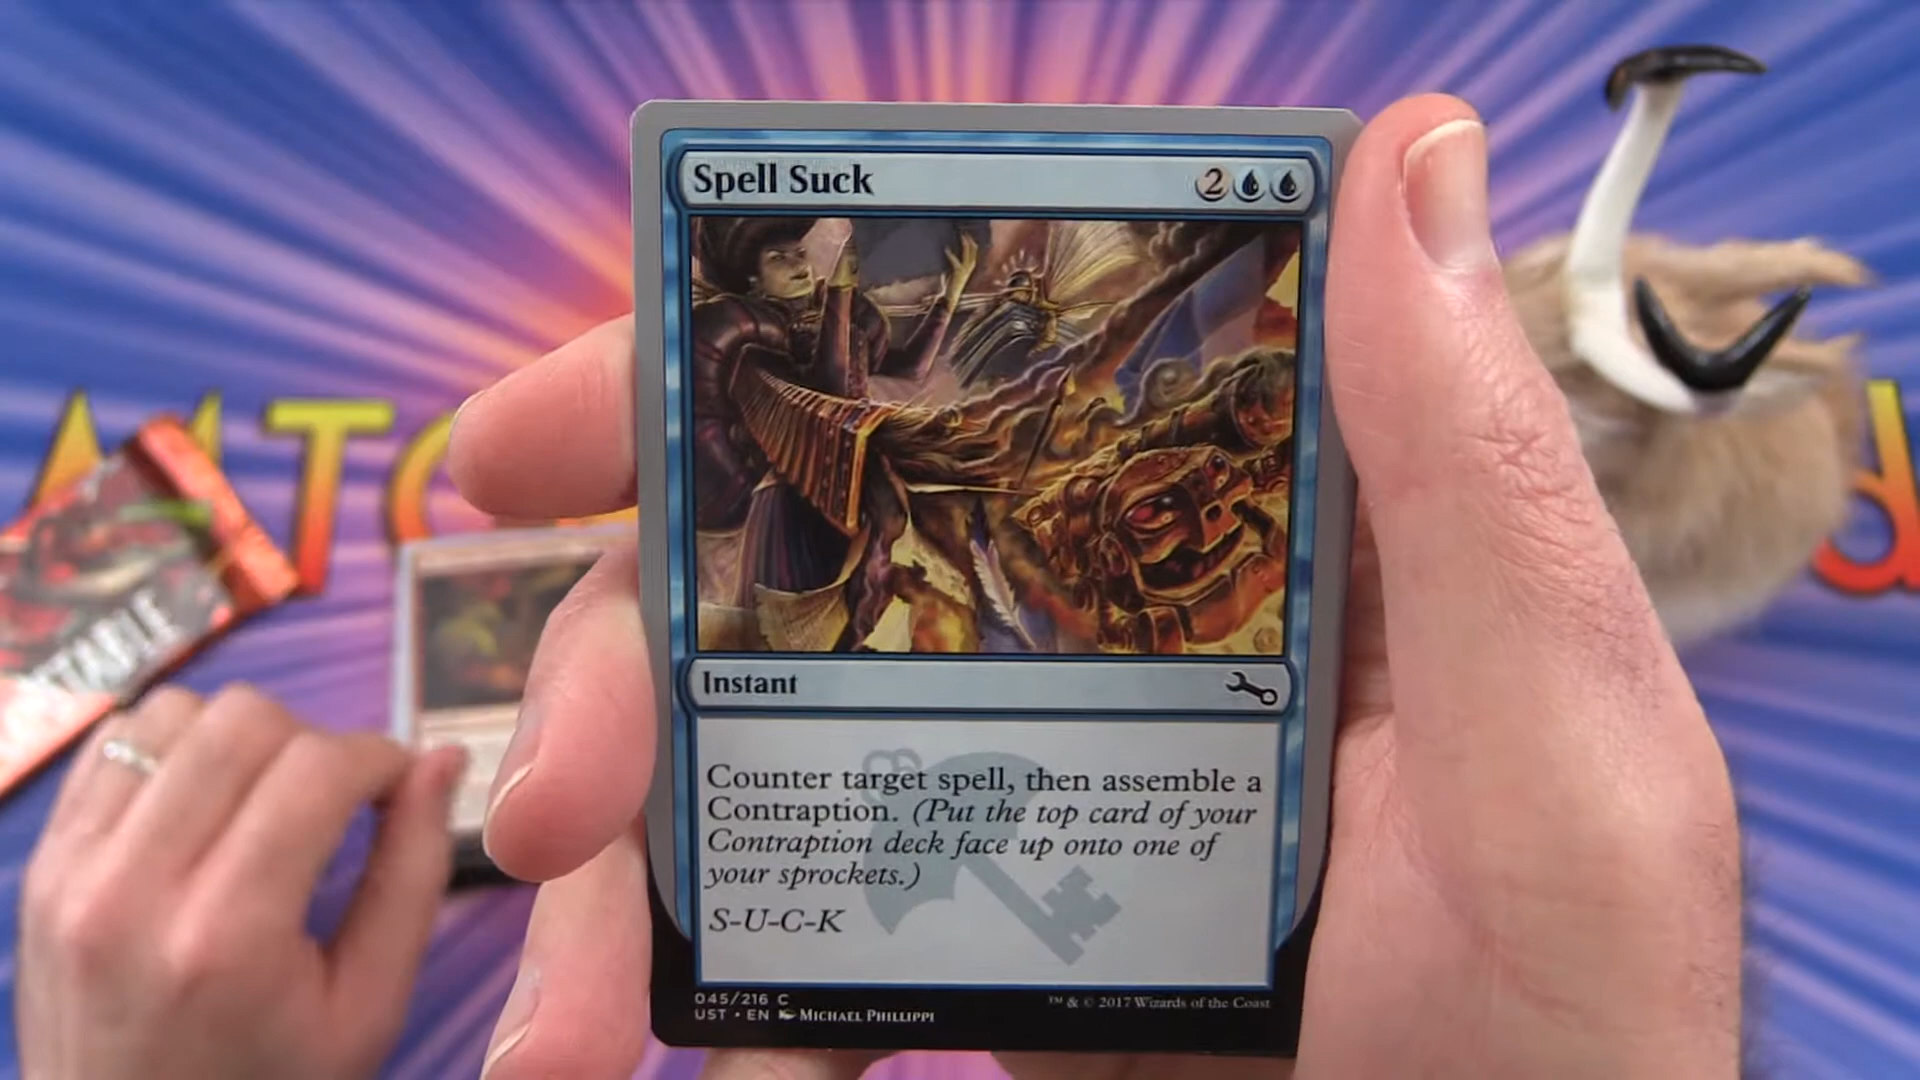 Spell Suck
2
Instant
Counter target spell, then assemble a
Contraption. (Put the top card of your
Contraption deck face up onto one of
your sprockets.)
S-U-C-K
045/216 C
UST • EN MICHAEL PHILLIPPI
™ & © 2017 Wizards of the Coast